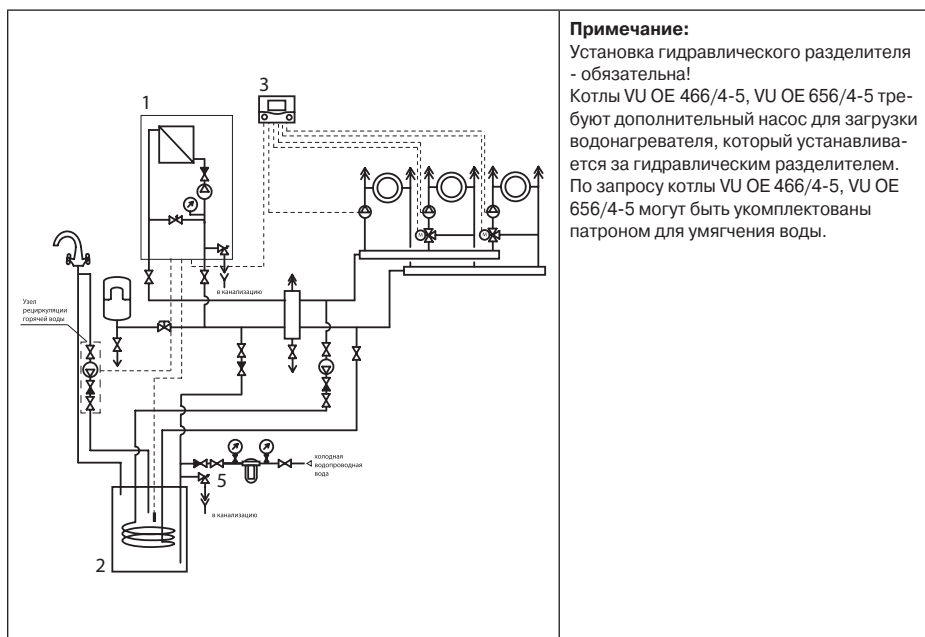 1
3
в канализацию
Узел
рециркуляции
горячей воды
M
M
холодная
водопроводная
вода
5
в канализацию
2
Примечание:
Установка гидравлического разделителя
- обязательна!
Котлы VU OE 466/4-5, VU OE 656/4-5 тре-
буют дополнительный насос для загрузки
водонагревателя, который устанавлива-
ется за гидравлическим разделителем.
По запросу котлы VU OE 466/4-5, VU OE
656/4-5 могут быть укомплектованы
патроном для умягчения воды.